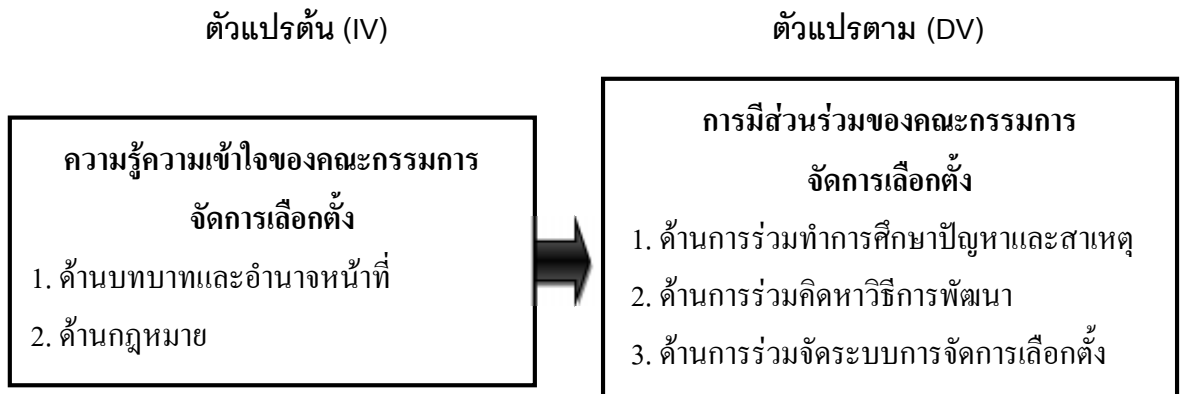 ตัวแปรต้น (IV)
ตัวแปรตาม (DV)
ความรู้ความเข้าใจของคณะกรรมการ
จัดการเลือกตั้ง
1. ด้านบทบาทและอำนาจหน้าที่
2. ด้านกฎหมาย
การมีส่วนร่วมของคณะกรรมการ
จัดการเลือกตั้ง
1. ด้านการร่วมทำการศึกษาปัญหาและสาเหตุ
2. ด้านการร่วมคิดหาวิธีการพัฒนา
3. ด้านการร่วมจัดระบบการจัดการเลือกตั้ง